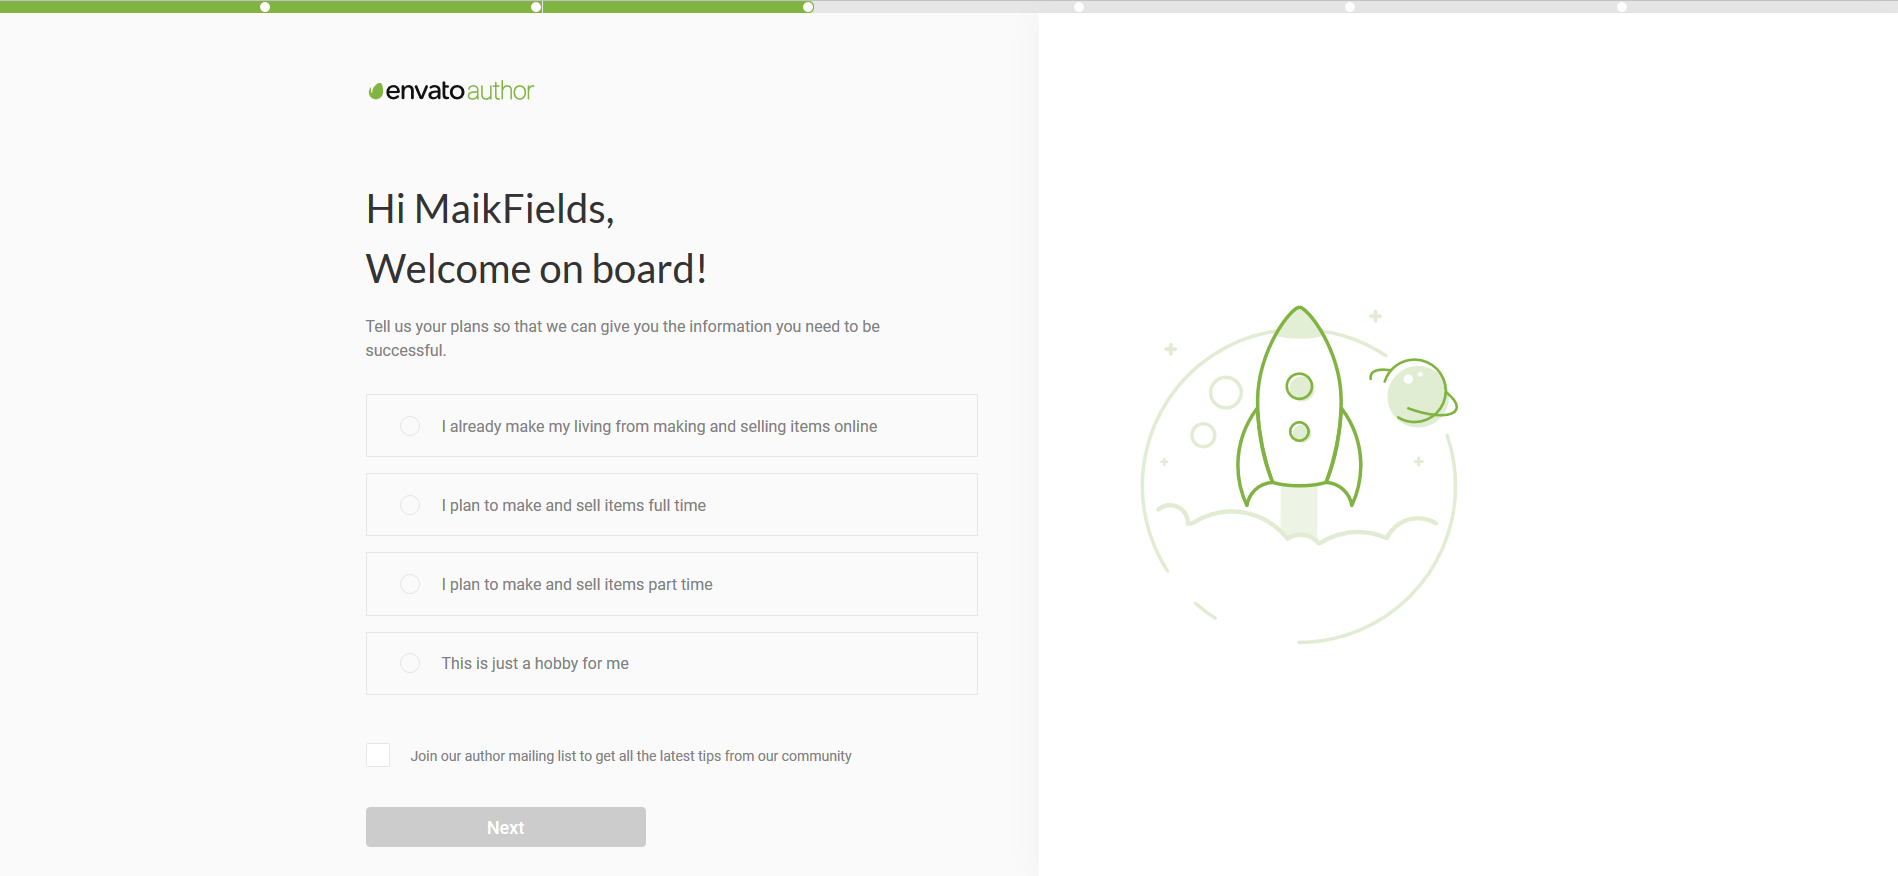 envato author
Hi MaikFields,
Welcome on board!
Tell us your plans so that we can give you the information you need to be
successful.
I already make my living from making and selling items online
I plan to make and sell items full time
I plan to make and sell items part time
This is just a hobby for me
Join our author mailing list to get all the latest tips from our community
Next